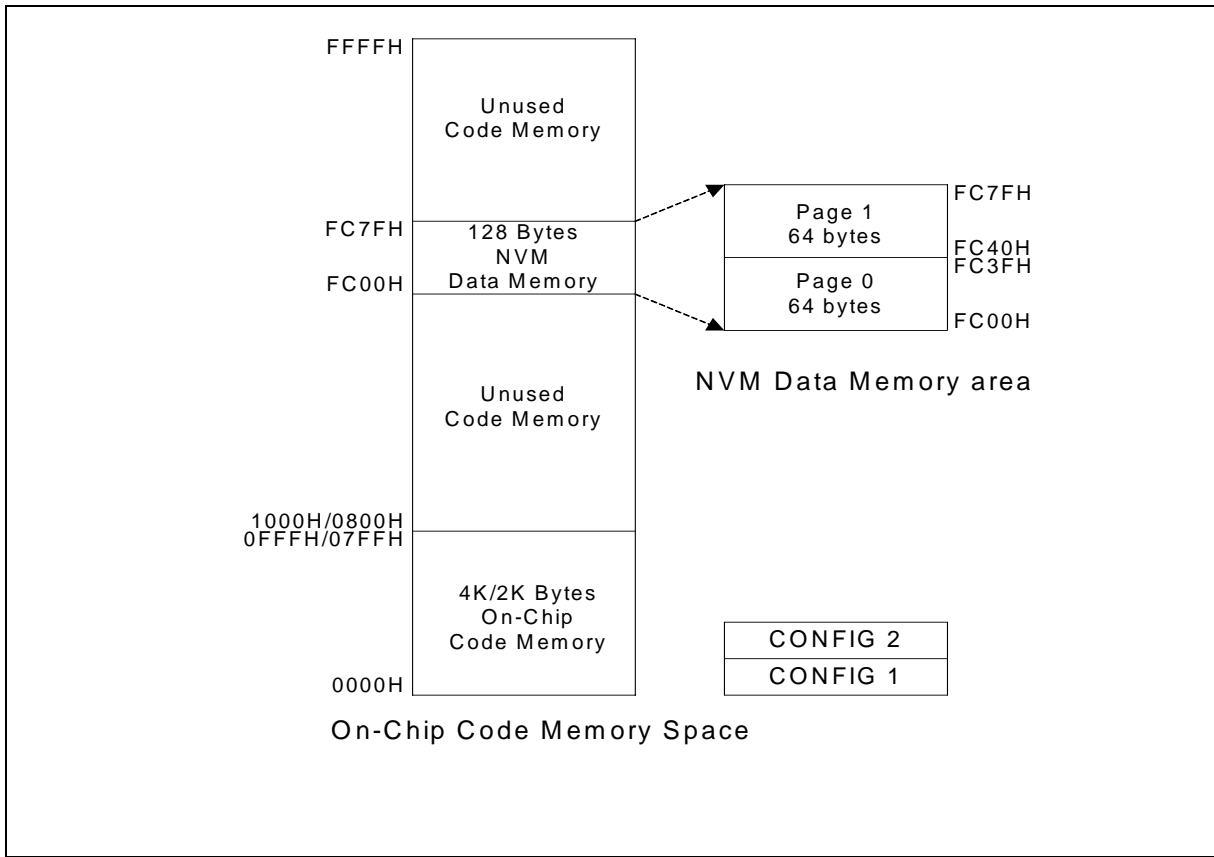 FFFFH
Unused
Code Memory
FC7FH
128 Bytes
NVM
Data Memory
FC00H
Unused
Code Memory
1000H/0800H
0FFFH/07FFH
4K/2K Bytes
On-Chip
Code Memory
0000H
On-Chip Code Memory Space
FC7FH
Page 1
64 bytes
FC40H
FC3FH
Page 0
64 bytes
FC00H
NVM Data Memory area
CONFIG 2
CONFIG 1